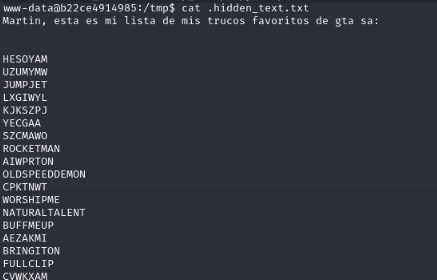 www-data@b22ce4914985:/tmp$ cat .hidden_text.txt
Martin, esta es mi lista de mis trucos favoritos de gta sa:
HESOYAM
UZUMYMW
JUMPJET
LXGIWYL
KJKSZPJ
YECGAA
SZCMAWO
ROCKETMAN
AIWPRTON
OLDSPEEDDEMON
CPKTNWT
WORSHIPME
NATURALTALENT
BUFFMEUP
AEZAKMI
BRINGITON
FULLCLIP
CVWKXAM